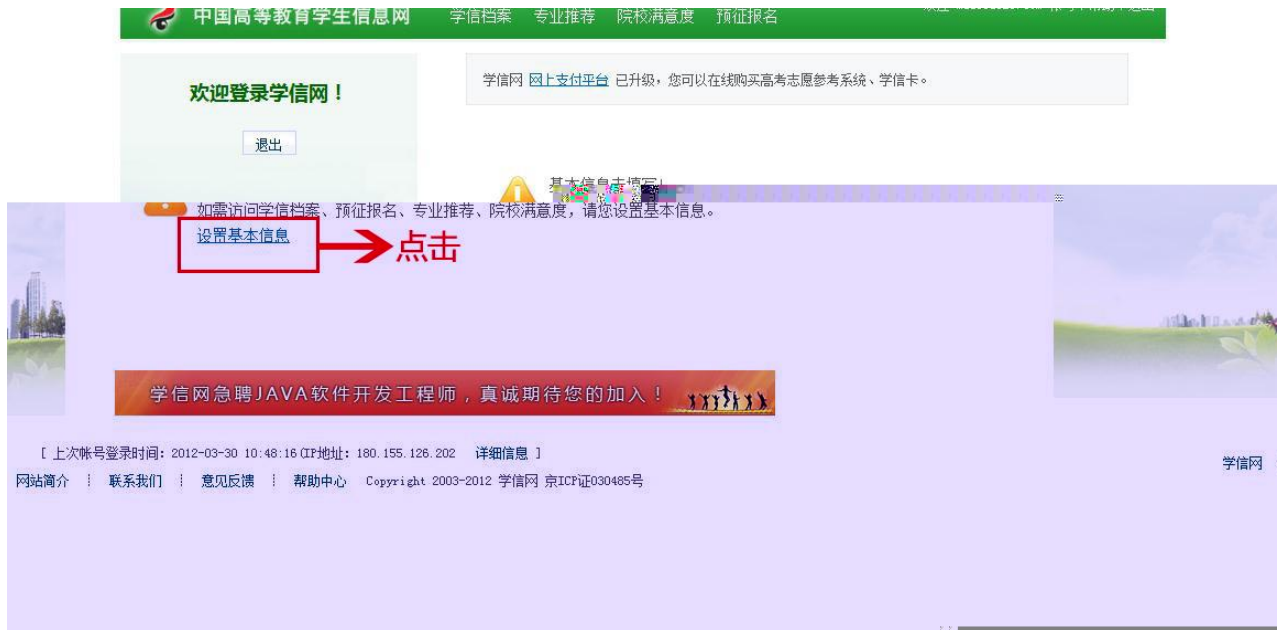 中国高等教育学生信息网 学信档案 专业推荐 院校满意度 预征报名
学信网 网上支付平台 已升级，您可以在线购买高考志愿参考系统、学信卡。
欢迎登录学信网！
退出
基本信息未填写！
如需访问学信档案、预征报名、专业推荐、院校满意度，请您设置基本信息。
设置基本信息 点击
学信网急聘JAVA软件开发工程师，真诚期待您的加入！
[ 上次帐号登录时间：2012-03-30 10:48:16(IP地址：180.155.126.202 详细信息 ]
学信网
网站简介 ┊ 联系我们 ┊ 意见反馈 ┊ 帮助中心 Copyright 2003-2012 学信网 京ICP证030485号